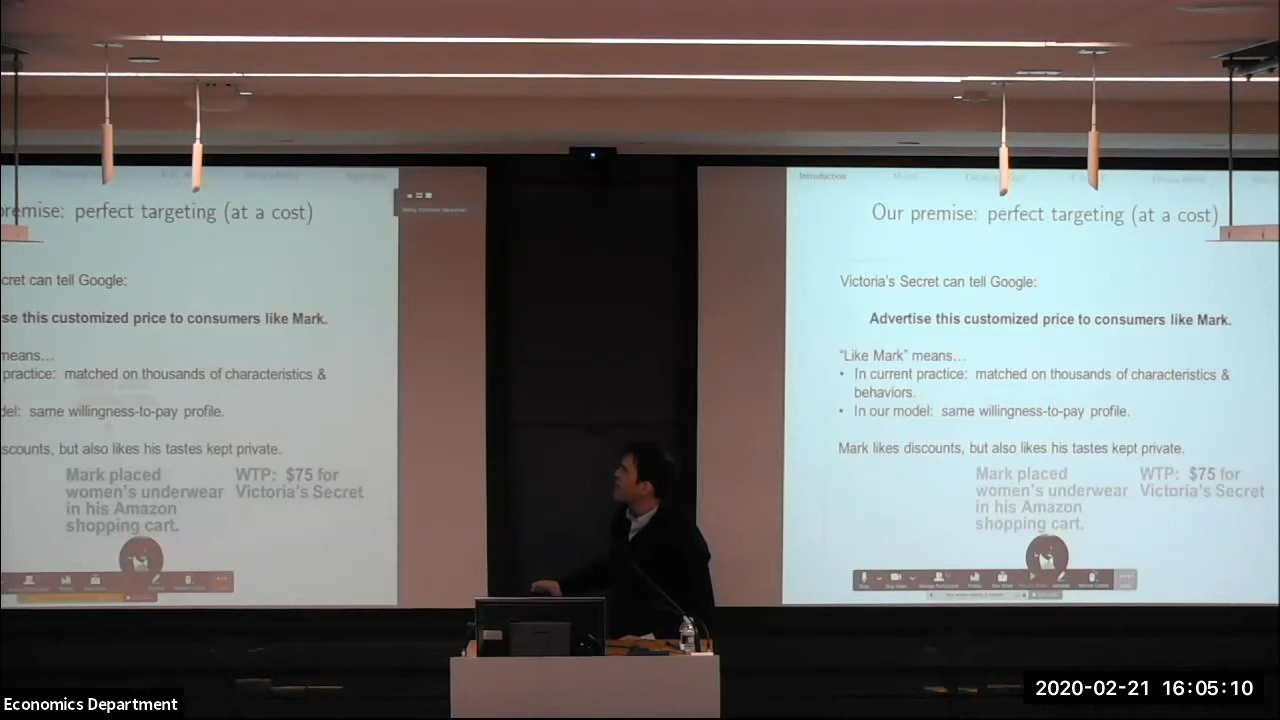 premise: perfect targeting (at a cost)
cret can tell Google:
se this customized price to consumers like Mark.
means...
practice: matched on thousands of characteristics &
del: same willingness-to-pay profile.
scounts, but also likes his tastes kept private.
Mark placed
women's underwear
in his Amazon
shopping cart.
WTP: $75 for
Victoria's Secret
Introduction
Our premise: perfect targeting (at a cost)
Victoria's Secret can tell Google:
Advertise this customized price to consumers like Mark.
"Like Mark" means...
• In current practice: matched on thousands of characteristics &
behaviors.
• In our model: same willingness-to-pay profile.
Mark likes discounts, but also likes his tastes kept private.
Mark placed
women's underwear
in his Amazon
shopping cart.
WTP: $75 for
Victoria's Secret
Economics Department
2020-02-21 16:05:10